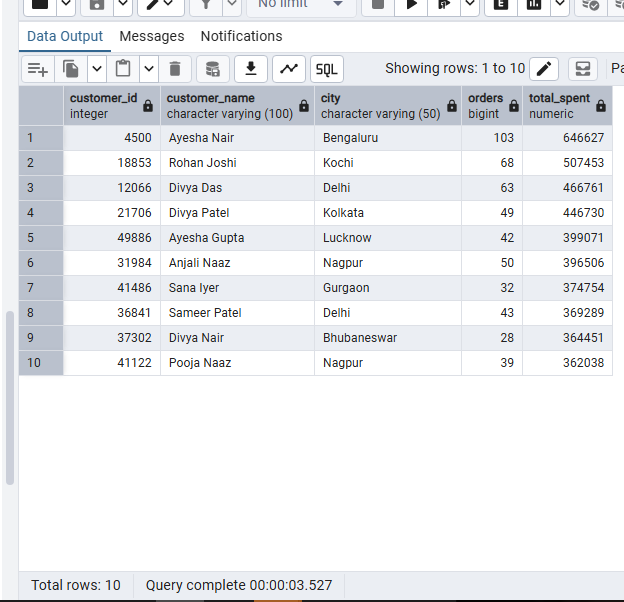 No limit
E
Data Output Messages Notifications
SQL Showing rows: 1 to 10 Pa
customer_id customer_name city orders total_spent
integer character varying (100) character varying (50) bigint numeric
1 4500 Ayesha Nair Bengaluru 103 646627
2 18853 Rohan Joshi Kochi 68 507453
3 12066 Divya Das Delhi 63 466761
4 21706 Divya Patel Kolkata 49 446730
5 49886 Ayesha Gupta Lucknow 42 399071
6 31984 Anjali Naaz Nagpur 50 396506
7 41486 Sana Iyer Gurgaon 32 374754
8 36841 Sameer Patel Delhi 43 369289
9 37302 Divya Nair Bhubaneswar 28 364451
10 41122 Pooja Naaz Nagpur 39 362038
Total rows: 10 Query complete 00:00:03.527